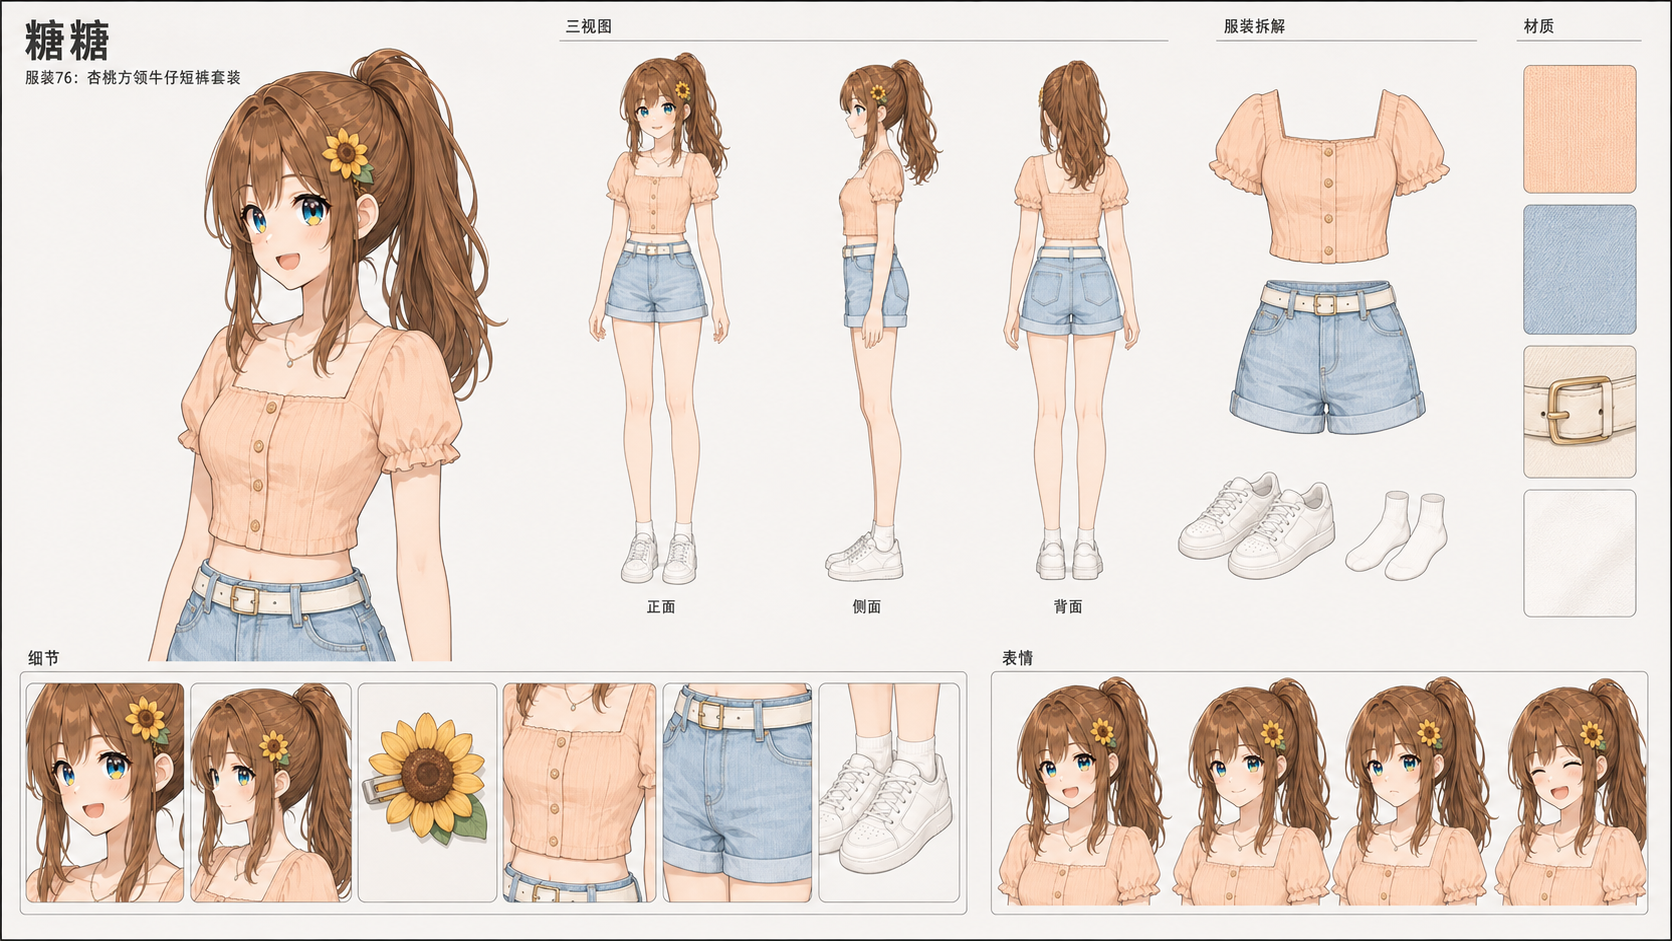 糖糖
服装76：杏桃方领牛仔短裤套装
三视图
正面
侧面
背面
服装拆解
材质
细节
表情